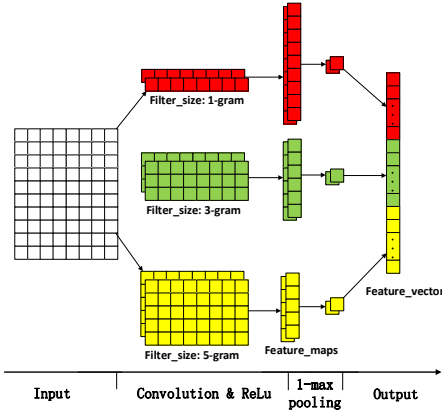 Filter_size: 1-gram
Filter_size: 3-gram
Feature_vector
Filter_size: 5-gram
Feature_maps
Input
Convolution & ReLu
1-max
pooling
Output